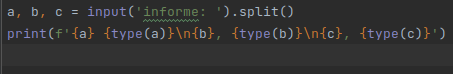 a, b, c = input('informe: ').split()
print(f'{a} {type(a)}\n{b}, {type(b)}\n{c}, {type(c)}')